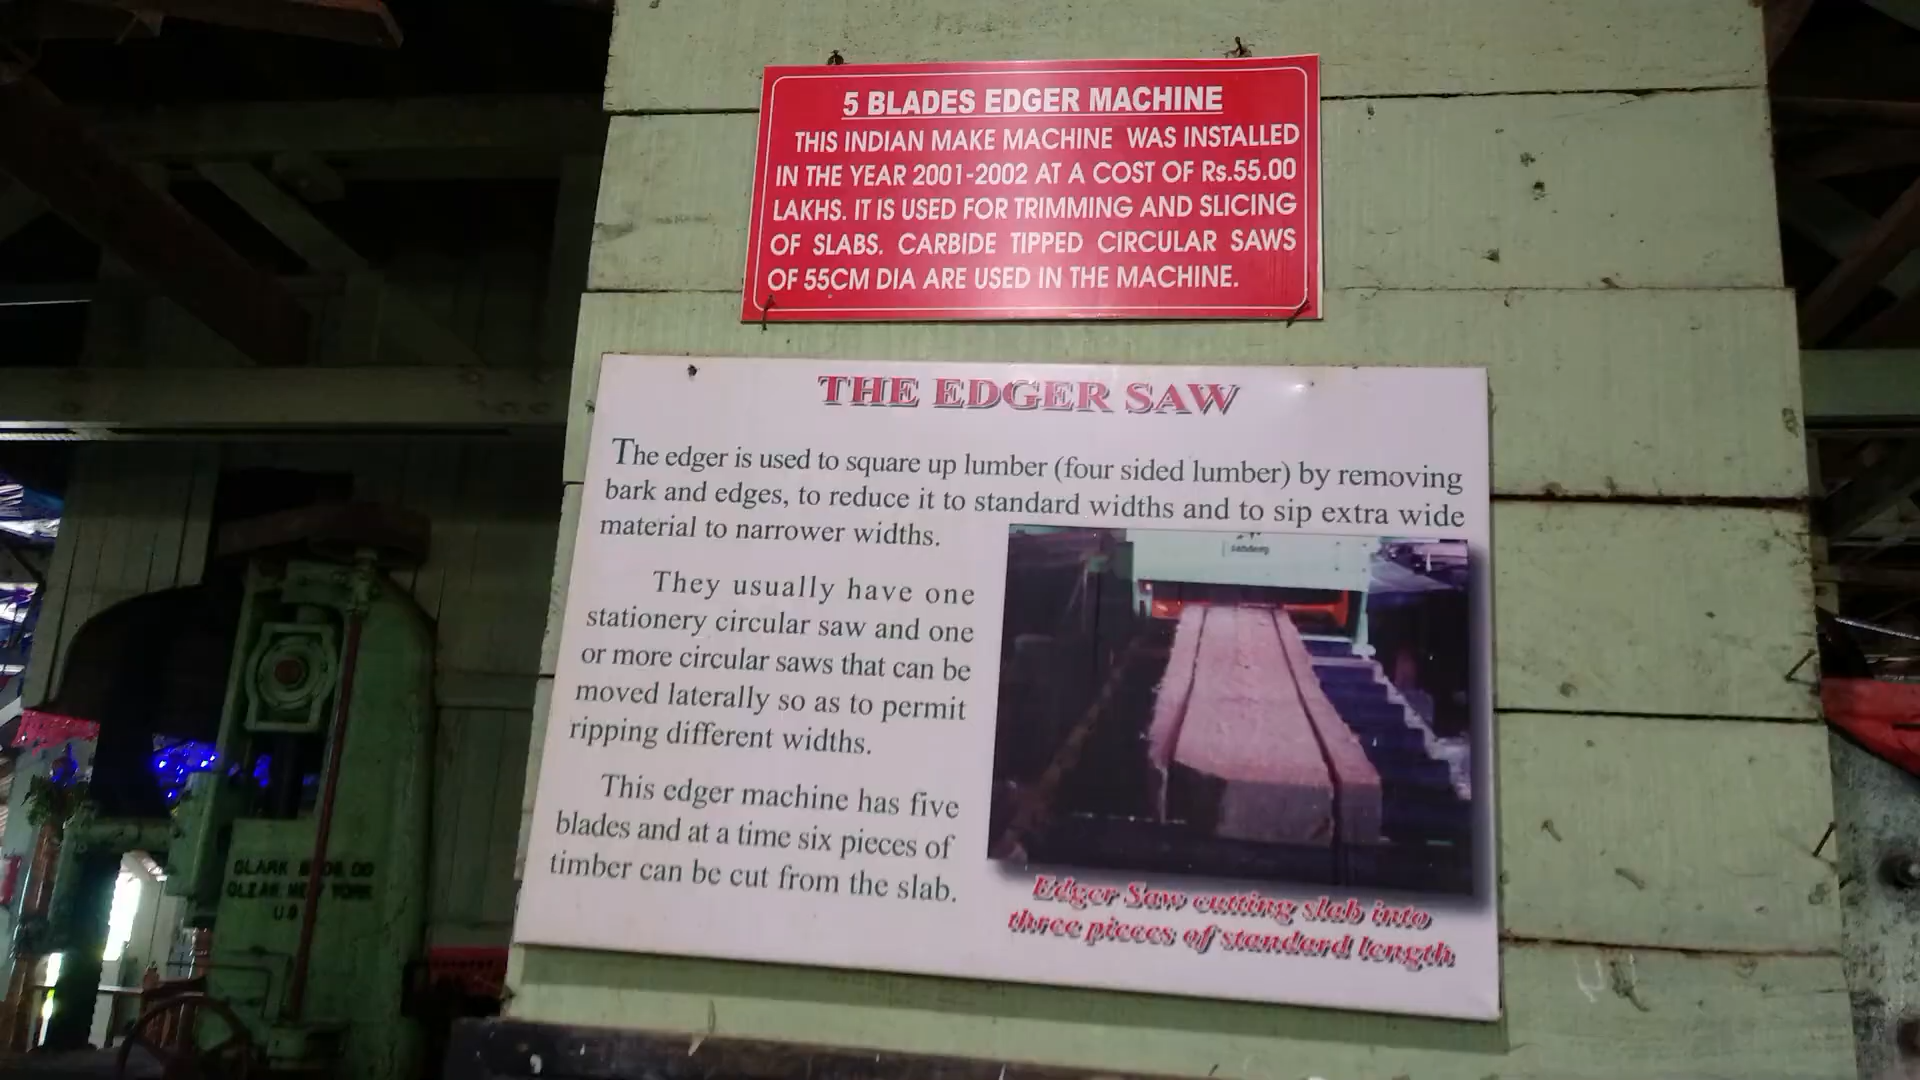 5 BLADES EDGER MACHINE
THIS INDIAN MAKE MACHINE WAS INSTALLED
IN THE YEAR 2001-2002 AT A COST OF Rs.55.00
LAKHS. IT IS USED FOR TRIMMING AND SLICING
OF SLABS. CARBIDE TIPPED CIRCULAR SAWS
OF 55CM DIA ARE USED IN THE MACHINE.
THE EDGER SAW
The edger is used to square up lumber (four sided lumber) by removing
bark and edges, to reduce it to standard widths and to sip extra wide
material to narrower widths.
They usually have one
stationery circular saw and one
or more circular saws that can be
moved laterally so as to permit
ripping different widths.
This edger machine has five
blades and at a time six pieces of
timber can be cut from the slab.
Edger Saw cutting slab into
three pieces of standard length
CLARK
NEW YORK